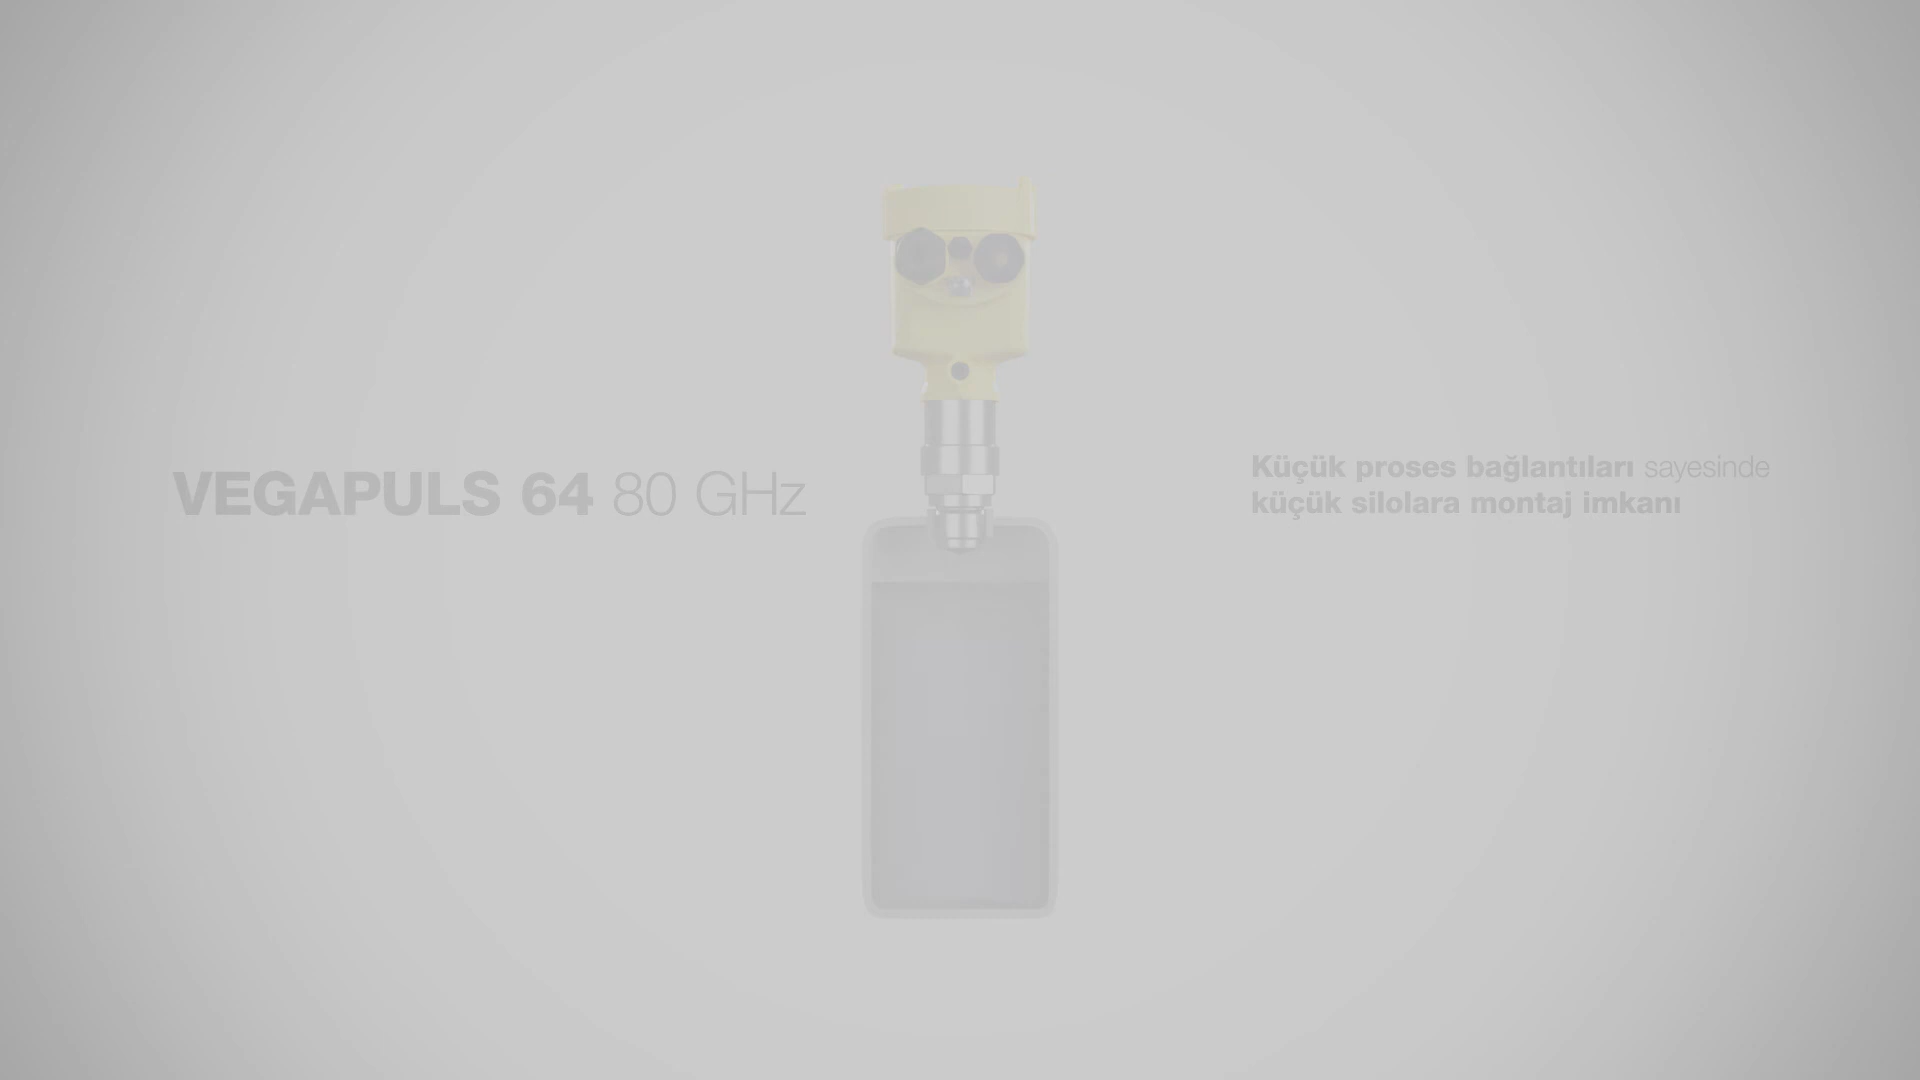 VEGAPULS 64 80 GHz
Küçük proses bağlantıları sayesinde
küçük silolara montaj imkanı